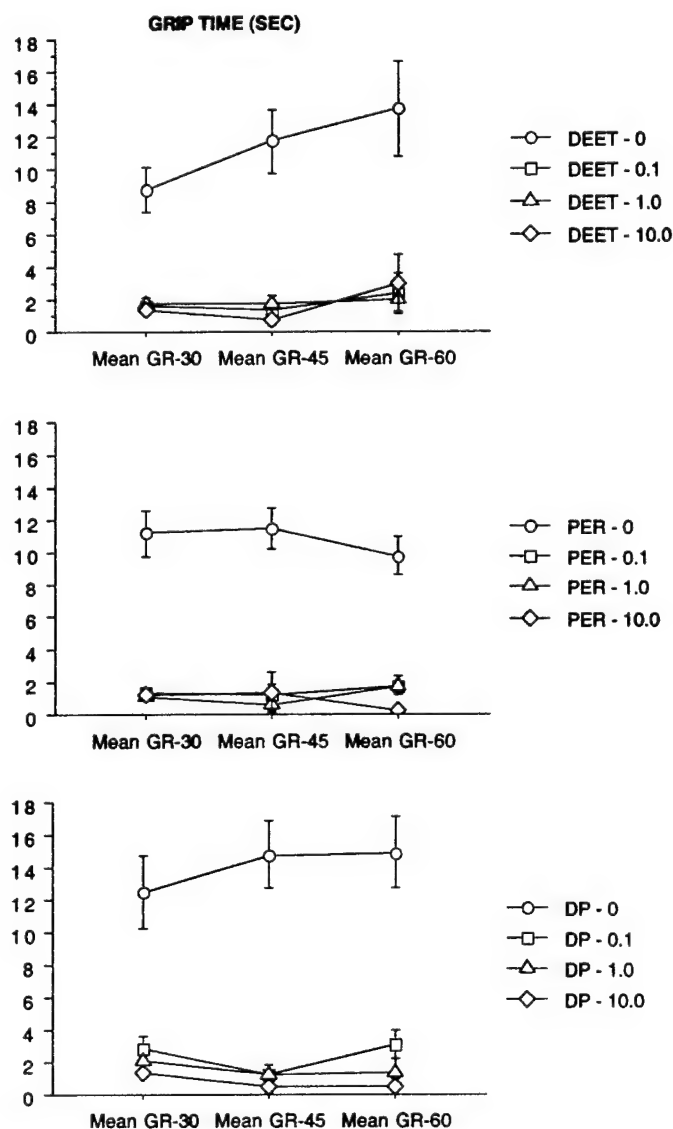 GRIP TIME (SEC)
18
16
14
12
10
8
6
4
2
0
Mean GR-30 Mean GR-45 Mean GR-60
DEET - 0
DEET - 0.1
DEET - 1.0
DEET - 10.0
18
16
14
12
10
8
6
4
2
0
Mean GR-30 Mean GR-45 Mean GR-60
PER - 0
PER - 0.1
PER - 1.0
PER - 10.0
18
16
14
12
10
8
6
4
2
0
Mean GR-30 Mean GR-45 Mean GR-60
DP - 0
DP - 0.1
DP - 1.0
DP - 10.0